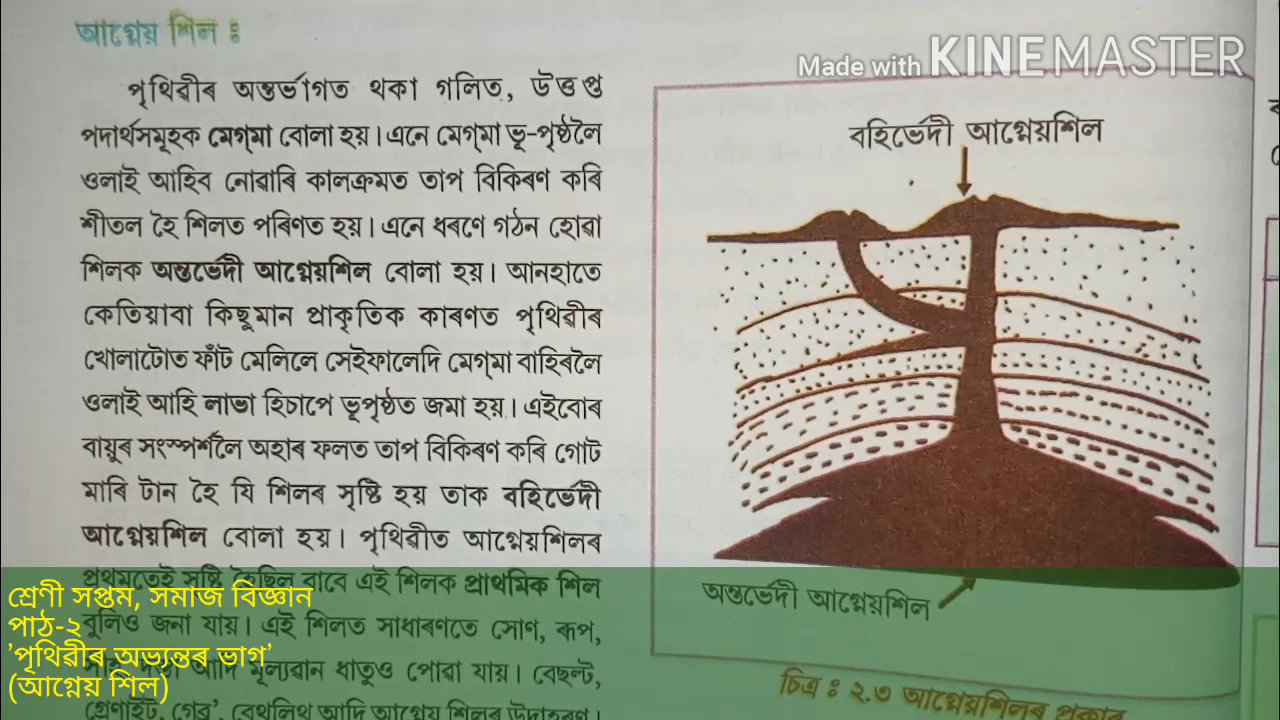 আগ্নেয় শিল ঃ
পৃথিৱীৰ অন্তৰ্ভাগত থকা গলিত, উত্তপ্ত
পদাৰ্থসমূহক মেগ্‌মা বোলা হয়। এনে মেগ্‌মা ভূ-পৃষ্ঠলৈ
ওলাই আহিব নোৱাৰি কালক্ৰমত তাপ বিকিৰণ কৰি
শীতল হৈ শিলত পৰিণত হয়। এনে ধৰণে গঠন হোৱা
শিলক অন্তৰ্ভেদী আগ্নেয়শিল বোলা হয়। আনহাতে
কেতিয়াবা কিছুমান প্ৰাকৃতিক কাৰণত পৃথিৱীৰ
খোলাটোত ফাঁট মেলিলে সেইফালেদি মেগ্‌মা বাহিৰলৈ
ওলাই আহি লাভা হিচাপে ভূপৃষ্ঠত জমা হয়। এইবোৰ
বায়ুৰ সংস্পৰ্শলৈ অহাৰ ফলত তাপ বিকিৰণ কৰি গোট
মাৰি টান হৈ যি শিলৰ সৃষ্টি হয় তাক বহিৰ্ভেদী
আগ্নেয়শিল বোলা হয়। পৃথিৱীত আগ্নেয়শিলৰ
প্ৰথমতেই সৃষ্টি হৈছিল বাবে এই শিলক প্ৰাথমিক শিল
বুলিও জনা যায়। এই শিলত সাধাৰণতে সোণ, ৰূপ,
আদি মূল্যৱান ধাতুও পোৱা যায়। বেছল্ট,
গ্ৰেণাইট, গেব্ৰ', বেথলিথ আদি আগ্নেয় শিলৰ উদাহৰণ।
Made with KINEMASTER
বহিৰ্ভেদী আগ্নেয়শিল
অন্তৰ্ভেদী আগ্নেয়শিল
চিত্ৰ ঃ ২.৩ আগ্নেয়শিলৰ প্ৰকাৰ
শ্ৰেণী সপ্তম, সমাজ বিজ্ঞান
পাঠ-২
'পৃথিৱীৰ অভ্যন্তৰ ভাগ'
(আগ্নেয় শিল)